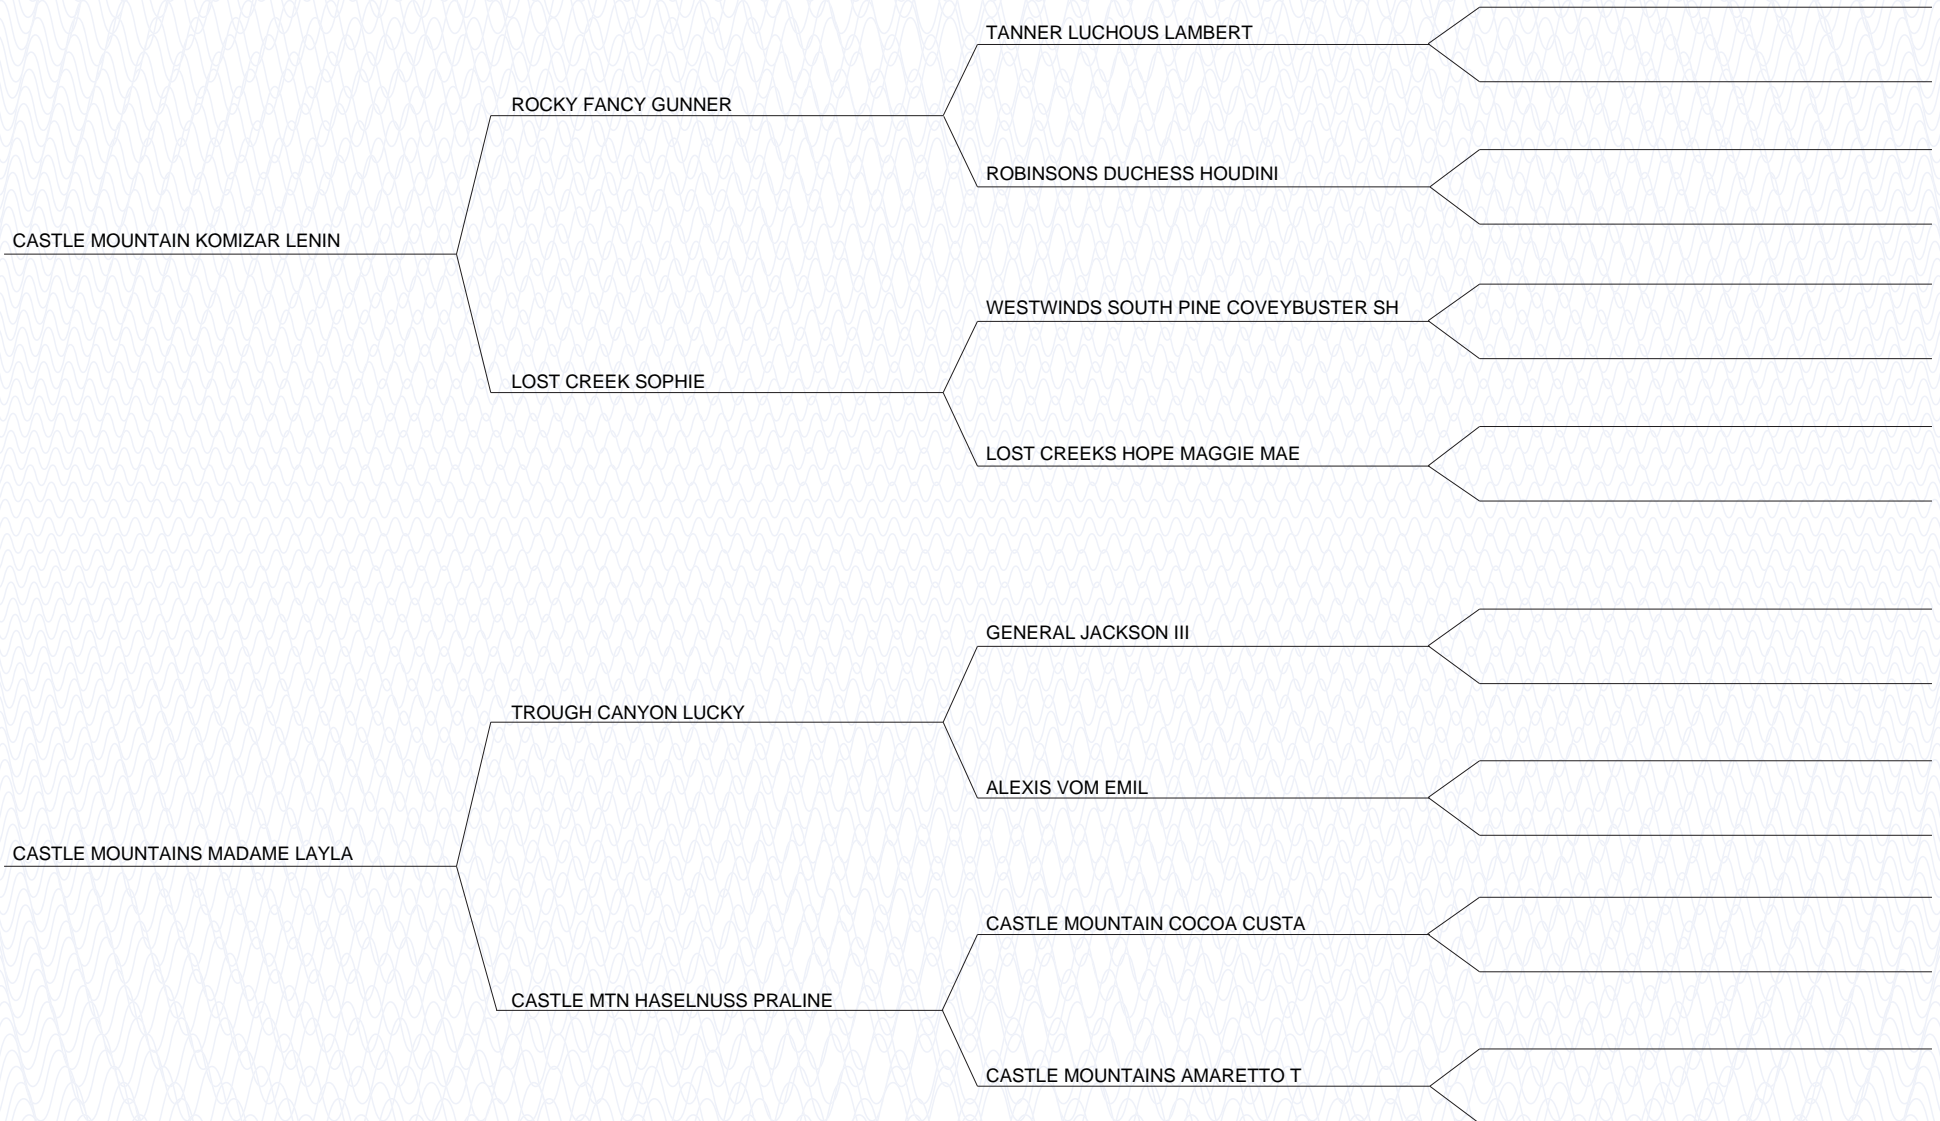 TANNER LUCHOUS LAMBERT
ROCKY FANCY GUNNER
ROBINSONS DUCHESS HOUDINI
CASTLE MOUNTAIN KOMIZAR LENIN
WESTWINDS SOUTH PINE COVEYBUSTER SH
LOST CREEK SOPHIE
LOST CREEKS HOPE MAGGIE MAE
GENERAL JACKSON III
TROUGH CANYON LUCKY
ALEXIS VOM EMIL
CASTLE MOUNTAINS MADAME LAYLA
CASTLE MOUNTAIN COCOA CUSTA
CASTLE MTN HASELNUSS PRALINE
CASTLE MOUNTAINS AMARETTO T